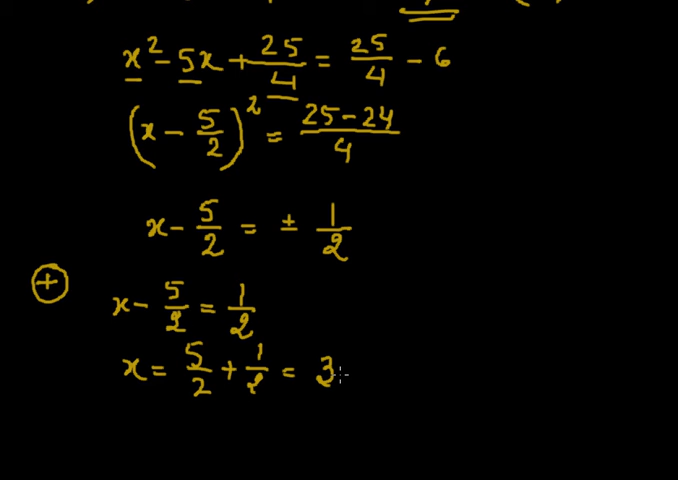 x² - 5x + 25/4 = 25/4 - 6
(x - 5/2)² = 25-24/4
x - 5/2 = ± 1/2
(+)
x - 5/2 = 1/2
x = 5/2 + 1/2 = 3